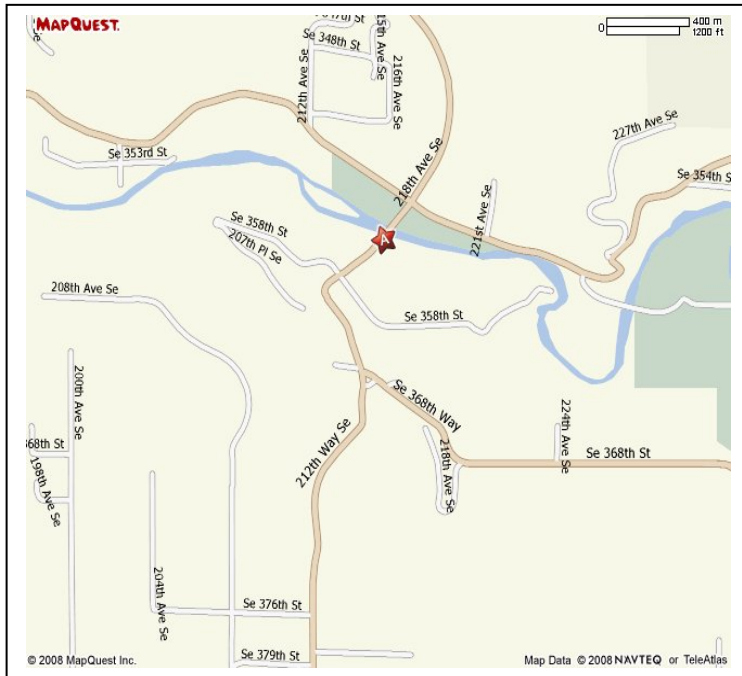 MAPQUEST.
400 m
0
1200 ft
Se 348th St
212th Ave Se
216th Ave Se
218th Ave Se
227th Ave Se
Se 353rd St
Se 354th S
221st Ave Se
Se 358th St
207th Pl Se
A
208th Ave Se
Se 358th St
200th Ave Se
Se 368th Way
368th St
198th Ave Se
212th Way Se
218th Ave Se
224th Ave Se
Se 368th St
204th Ave Se
Se 376th St
Se 379th St
© 2008 MapQuest Inc.
Map Data © 2008 NAVTEQ or TeleAtlas